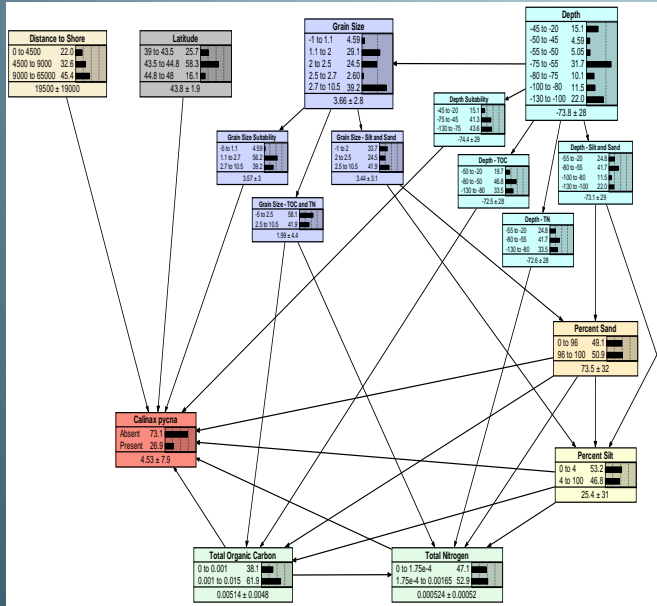 Distance to Shore
0 to 4500 22.0
4500 to 9000 32.6
9000 to 65000 45.4
19500 ± 19000
Latitude
39 to 43.5 25.7
43.5 to 44.8 58.3
44.8 to 48 16.1
43.8 ± 1.9
Grain Size
-1 to 1.1 4.59
1.1 to 2 29.1
2 to 2.5 24.5
2.5 to 2.7 2.60
2.7 to 10.5 39.2
3.66 ± 2.8
Depth
-45 to -20 15.1
-50 to -45 4.59
-55 to -50 5.05
-75 to -55 31.7
-80 to -75 10.1
-100 to -80 11.5
-130 to -100 22.0
-73.8 ± 28
Depth Suitability
-45 to -20 15.1
-75 to -45 41.3
-130 to -75 43.6
-74.4 ± 29
Grain Size Suitability
-5 to 1.1 4.59
1.1 to 2.7 56.2
2.7 to 10.5 39.2
3.57 ± 3
Grain Size - Silt and Sand
-1 to 2 33.7
2 to 2.5 24.5
2.5 to 10.5 41.9
3.44 ± 3.1
Depth - TOC
-50 to -20 19.7
-80 to -50 46.8
-130 to -80 33.5
-72.5 ± 28
Depth - Silt and Sand
-55 to -20 24.8
-80 to -55 41.7
-100 to -80 11.5
-130 to -100 22.0
-73.1 ± 29
Grain Size - TOC and TN
-5 to 2.5 58.1
2.5 to 10.5 41.9
1.99 ± 4.4
Depth - TN
-55 to -20 24.8
-80 to -55 41.7
-130 to -80 33.5
-72.6 ± 28
Percent Sand
0 to 96 49.1
96 to 100 50.9
73.5 ± 32
Calinax pycna
Absent 73.1
Present 26.9
4.53 ± 7.9
Percent Silt
0 to 4 53.2
4 to 100 46.8
25.4 ± 31
Total Organic Carbon
0 to 0.001 38.1
0.001 to 0.015 61.9
0.00514 ± 0.0048
Total Nitrogen
0 to 1.75e-4 47.1
1.75e-4 to 0.00165 52.9
0.000524 ± 0.00052